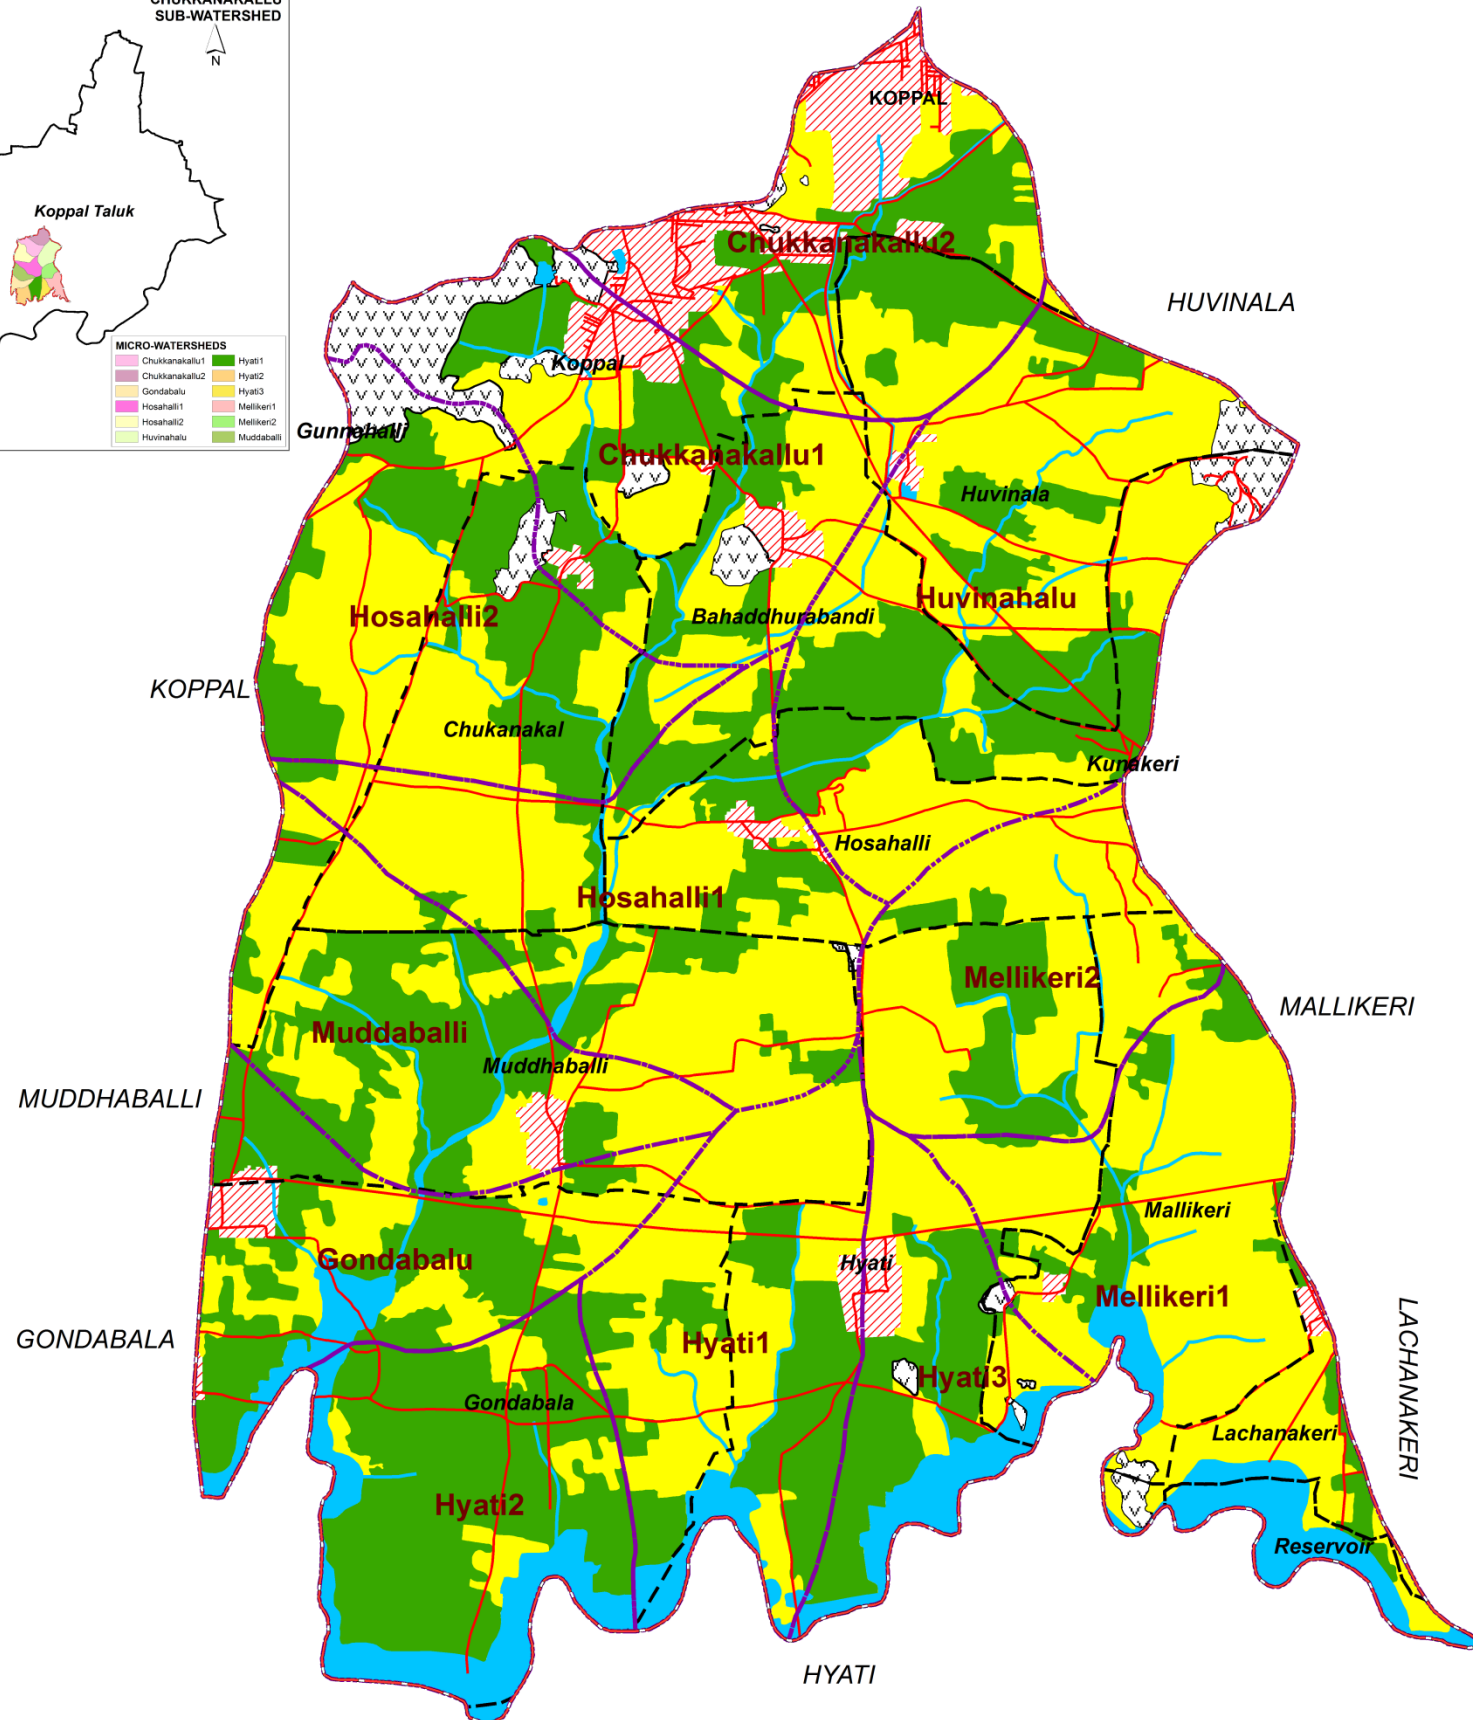 CHUKKANAKALLU
SUB-WATERSHED
N
Koppal Taluk
MICRO-WATERSHEDS
Chukkanakallu1
Chukkanakallu2
Gondabalu
Hosahalli1
Hosahalli2
Huvinahalu
Hyati1
Hyati2
Hyati3
Mellikeri1
Mellikeri2
Muddaballi
KOPPAL
Chukkanakallu2
HUVINALA
Koppal
Gunnahalli
Chukkanakallu1
Huvinala
Huvinahalu
Hosahalli2
Bahaddhurabandi
KOPPAL
Chukanakal
Kunakeri
Hosahalli
Hosahalli1
Mellikeri2
MALLIKERI
Muddaballi
Muddhaballi
MUDDHABALLI
Mallikeri
Gondabalu
Hyati
Mellikeri1
GONDABALA
Hyati1
LACHANAKERI
Hyati3
Gondabala
Lachanakeri
Hyati2
Reservoir
HYATI